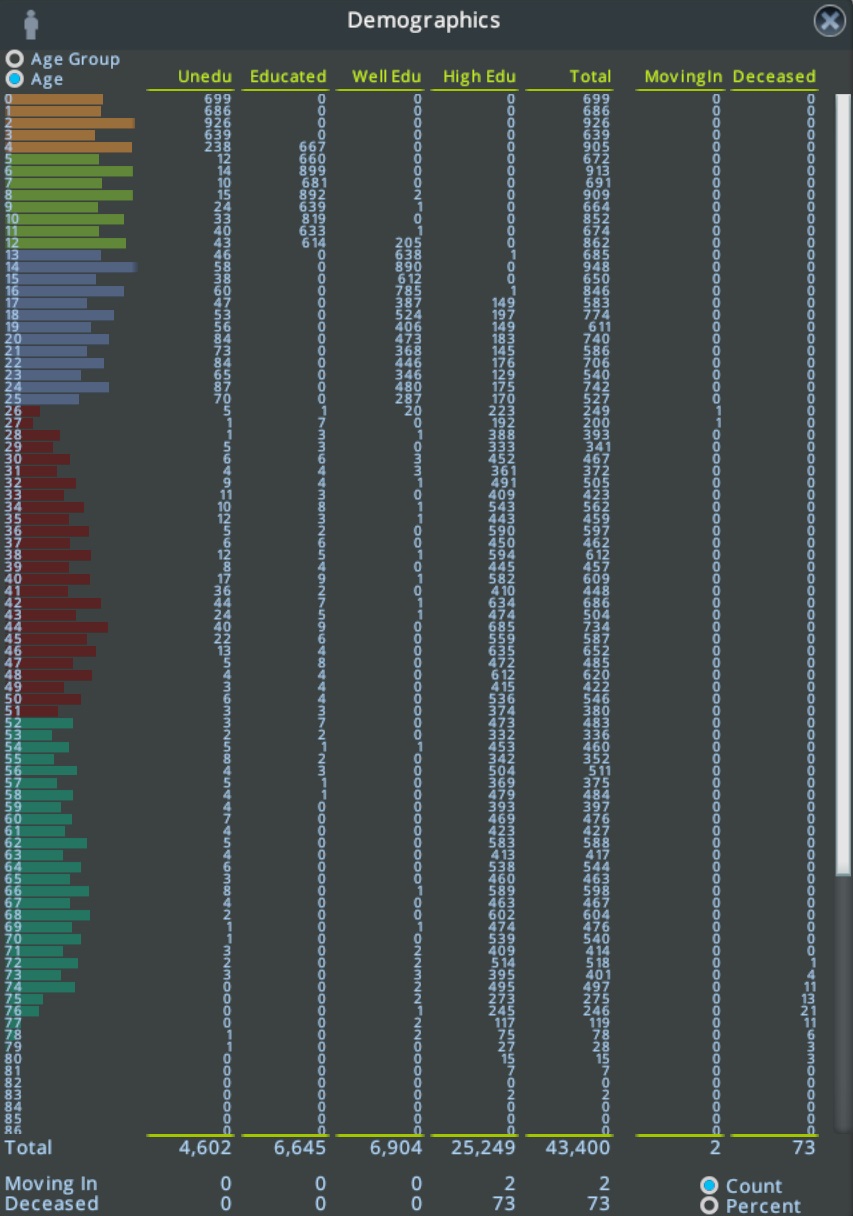 Demographics
Age Group
Age
Unedu Educated Well Edu High Edu Total MovingIn Deceased
0 699 0 0 0 699 0 0
1 686 0 0 0 686 0 0
2 926 0 0 0 926 0 0
3 639 0 0 0 639 0 0
4 238 667 0 0 905 0 0
5 12 660 0 0 672 0 0
6 14 899 0 0 913 0 0
7 10 681 0 0 691 0 0
8 15 892 2 0 909 0 0
9 24 639 1 0 664 0 0
10 33 819 0 0 852 0 0
11 40 633 1 0 674 0 0
12 43 614 205 0 862 0 0
13 46 0 638 1 685 0 0
14 58 0 890 0 948 0 0
15 38 0 612 0 650 0 0
16 60 0 785 1 846 0 0
17 47 0 387 149 583 0 0
18 53 0 524 197 774 0 0
19 56 0 406 149 611 0 0
20 84 0 473 183 740 0 0
21 73 0 368 145 586 0 0
22 84 0 446 176 706 0 0
23 65 0 346 129 540 0 0
24 87 0 480 175 742 0 0
25 70 0 287 170 527 0 0
26 5 1 20 223 249 1 0
27 1 7 0 192 200 1 0
28 1 3 1 388 393 0 0
29 5 3 0 333 341 0 0
30 6 6 3 452 467 0 0
31 4 4 3 361 372 0 0
32 9 4 1 491 505 0 0
33 11 3 0 409 423 0 0
34 10 8 1 543 562 0 0
35 12 3 1 443 459 0 0
36 5 2 0 590 597 0 0
37 6 6 0 450 462 0 0
38 12 5 1 594 612 0 0
39 8 4 0 445 457 0 0
40 17 9 1 582 609 0 0
41 36 2 0 410 448 0 0
42 44 7 1 634 686 0 0
43 24 5 1 474 504 0 0
44 40 9 0 685 734 0 0
45 22 6 0 559 587 0 0
46 13 4 0 635 652 0 0
47 5 8 0 472 485 0 0
48 4 4 0 612 620 0 0
49 3 4 0 415 422 0 0
50 6 4 0 536 546 0 0
51 3 3 0 374 380 0 0
52 3 7 0 473 483 0 0
53 2 2 0 332 336 0 0
54 5 1 1 453 460 0 0
55 8 2 0 342 352 0 0
56 4 3 0 504 511 0 0
57 5 1 0 369 375 0 0
58 4 1 0 479 484 0 0
59 4 0 0 393 397 0 0
60 7 0 0 469 476 0 0
61 4 0 0 423 427 0 0
62 5 0 0 583 588 0 0
63 4 0 0 413 417 0 0
64 6 0 0 538 544 0 0
65 3 0 0 460 463 0 0
66 8 0 1 589 598 0 0
67 4 0 0 463 467 0 0
68 2 0 0 602 604 0 0
69 1 0 1 474 476 0 0
70 1 0 0 539 540 0 0
71 3 0 2 409 414 0 0
72 2 0 2 514 518 0 1
73 3 0 3 395 401 0 4
74 0 0 2 495 497 0 11
75 0 0 2 273 275 0 13
76 0 0 1 245 246 0 21
77 0 0 2 117 119 0 11
78 1 0 2 75 78 0 6
79 1 0 0 27 28 0 3
80 0 0 0 15 15 0 3
81 0 0 0 7 7 0 0
82 0 0 0 0 0 0 0
83 0 0 0 2 2 0 0
84 0 0 0 0 0 0 0
85 0 0 0 0 0 0 0
86 0 0 0 0 0 0 0
Total 4,602 6,645 6,904 25,249 43,400 2 73
Moving In 0 0 0 2 2 Count
Deceased 0 0 0 73 73 Percent